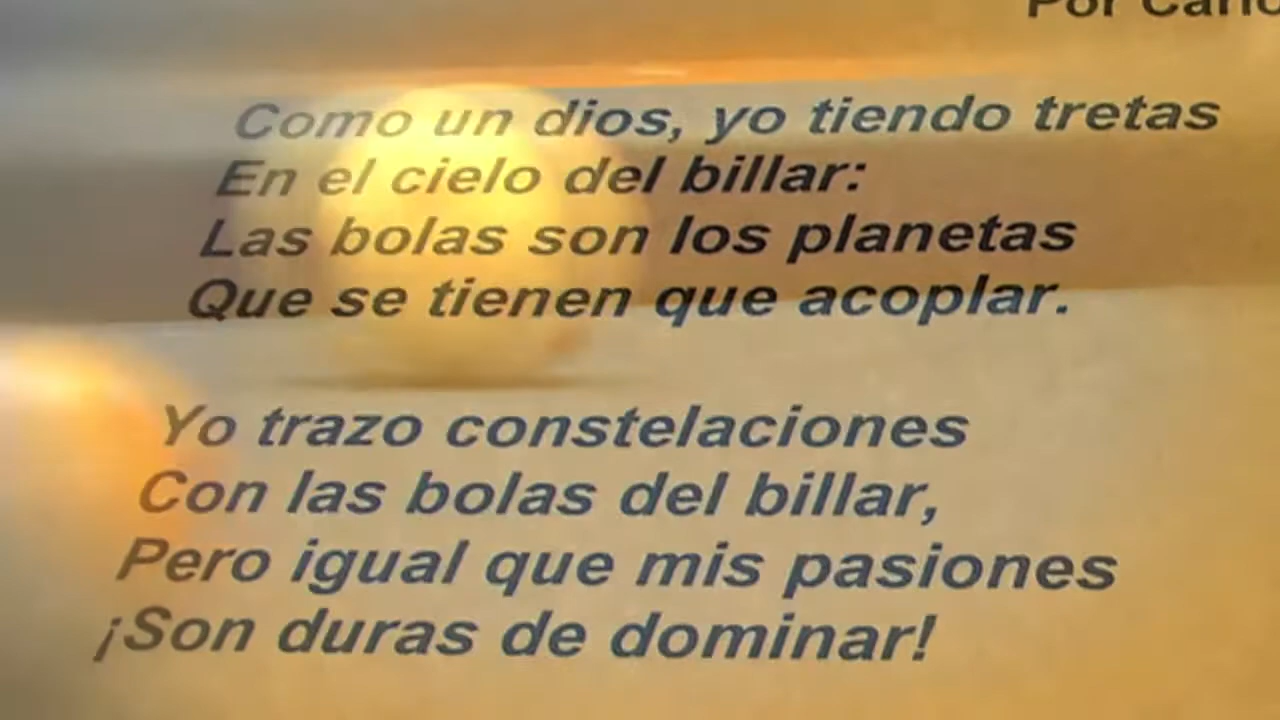 Por
Como un dios, yo tiendo tretas
En el cielo del billar:
Las bolas son los planetas
Que se tienen que acoplar.
Yo trazo constelaciones
Con las bolas del billar,
Pero igual que mis pasiones
¡Son duras de dominar!